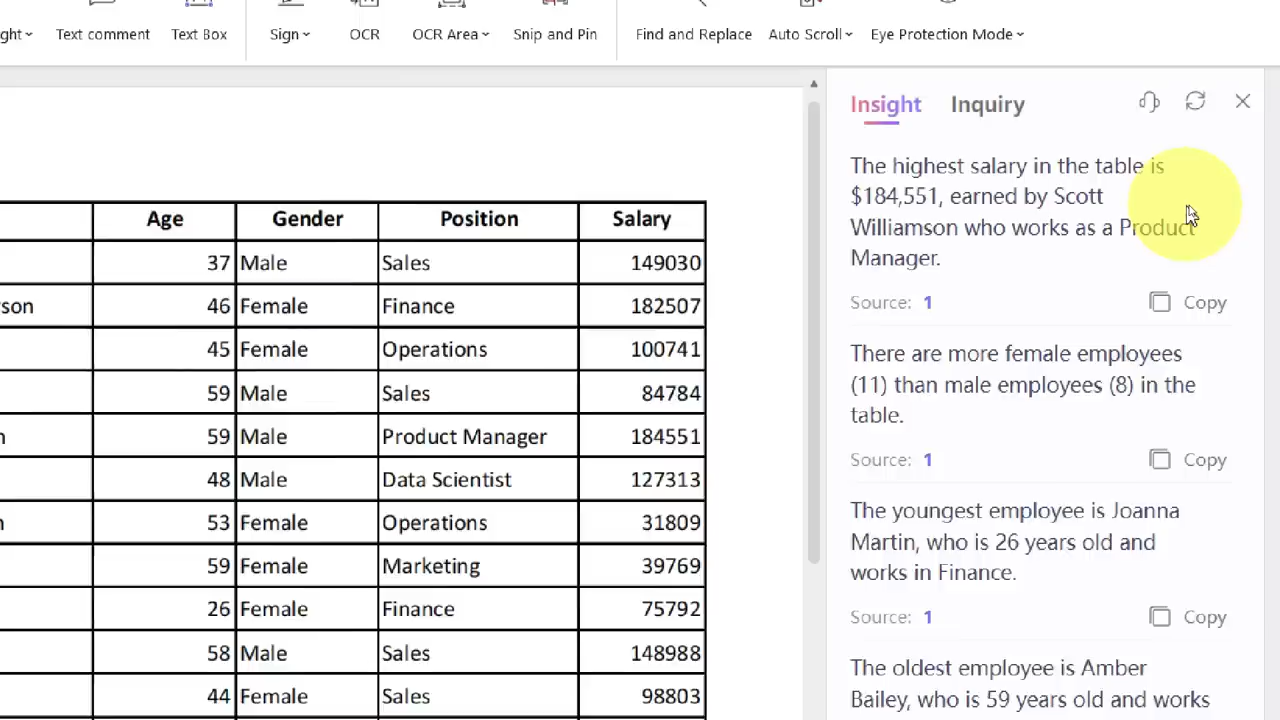 ght Text comment Text Box Sign OCR OCR Area Snip and Pin Find and Replace Auto Scroll Eye Protection Mode
Age Gender Position Salary
37 Male Sales 149030
rson 46 Female Finance 182507
45 Female Operations 100741
59 Male Sales 84784
n 59 Male Product Manager 184551
48 Male Data Scientist 127313
n 53 Female Operations 31809
59 Female Marketing 39769
26 Female Finance 75792
58 Male Sales 148988
44 Female Sales 98803
Insight Inquiry
The highest salary in the table is
$184,551, earned by Scott
Williamson who works as a Product
Manager.
Source: 1 Copy
There are more female employees
(11) than male employees (8) in the
table.
Source: 1 Copy
The youngest employee is Joanna
Martin, who is 26 years old and
works in Finance.
Source: 1 Copy
The oldest employee is Amber
Bailey, who is 59 years old and works